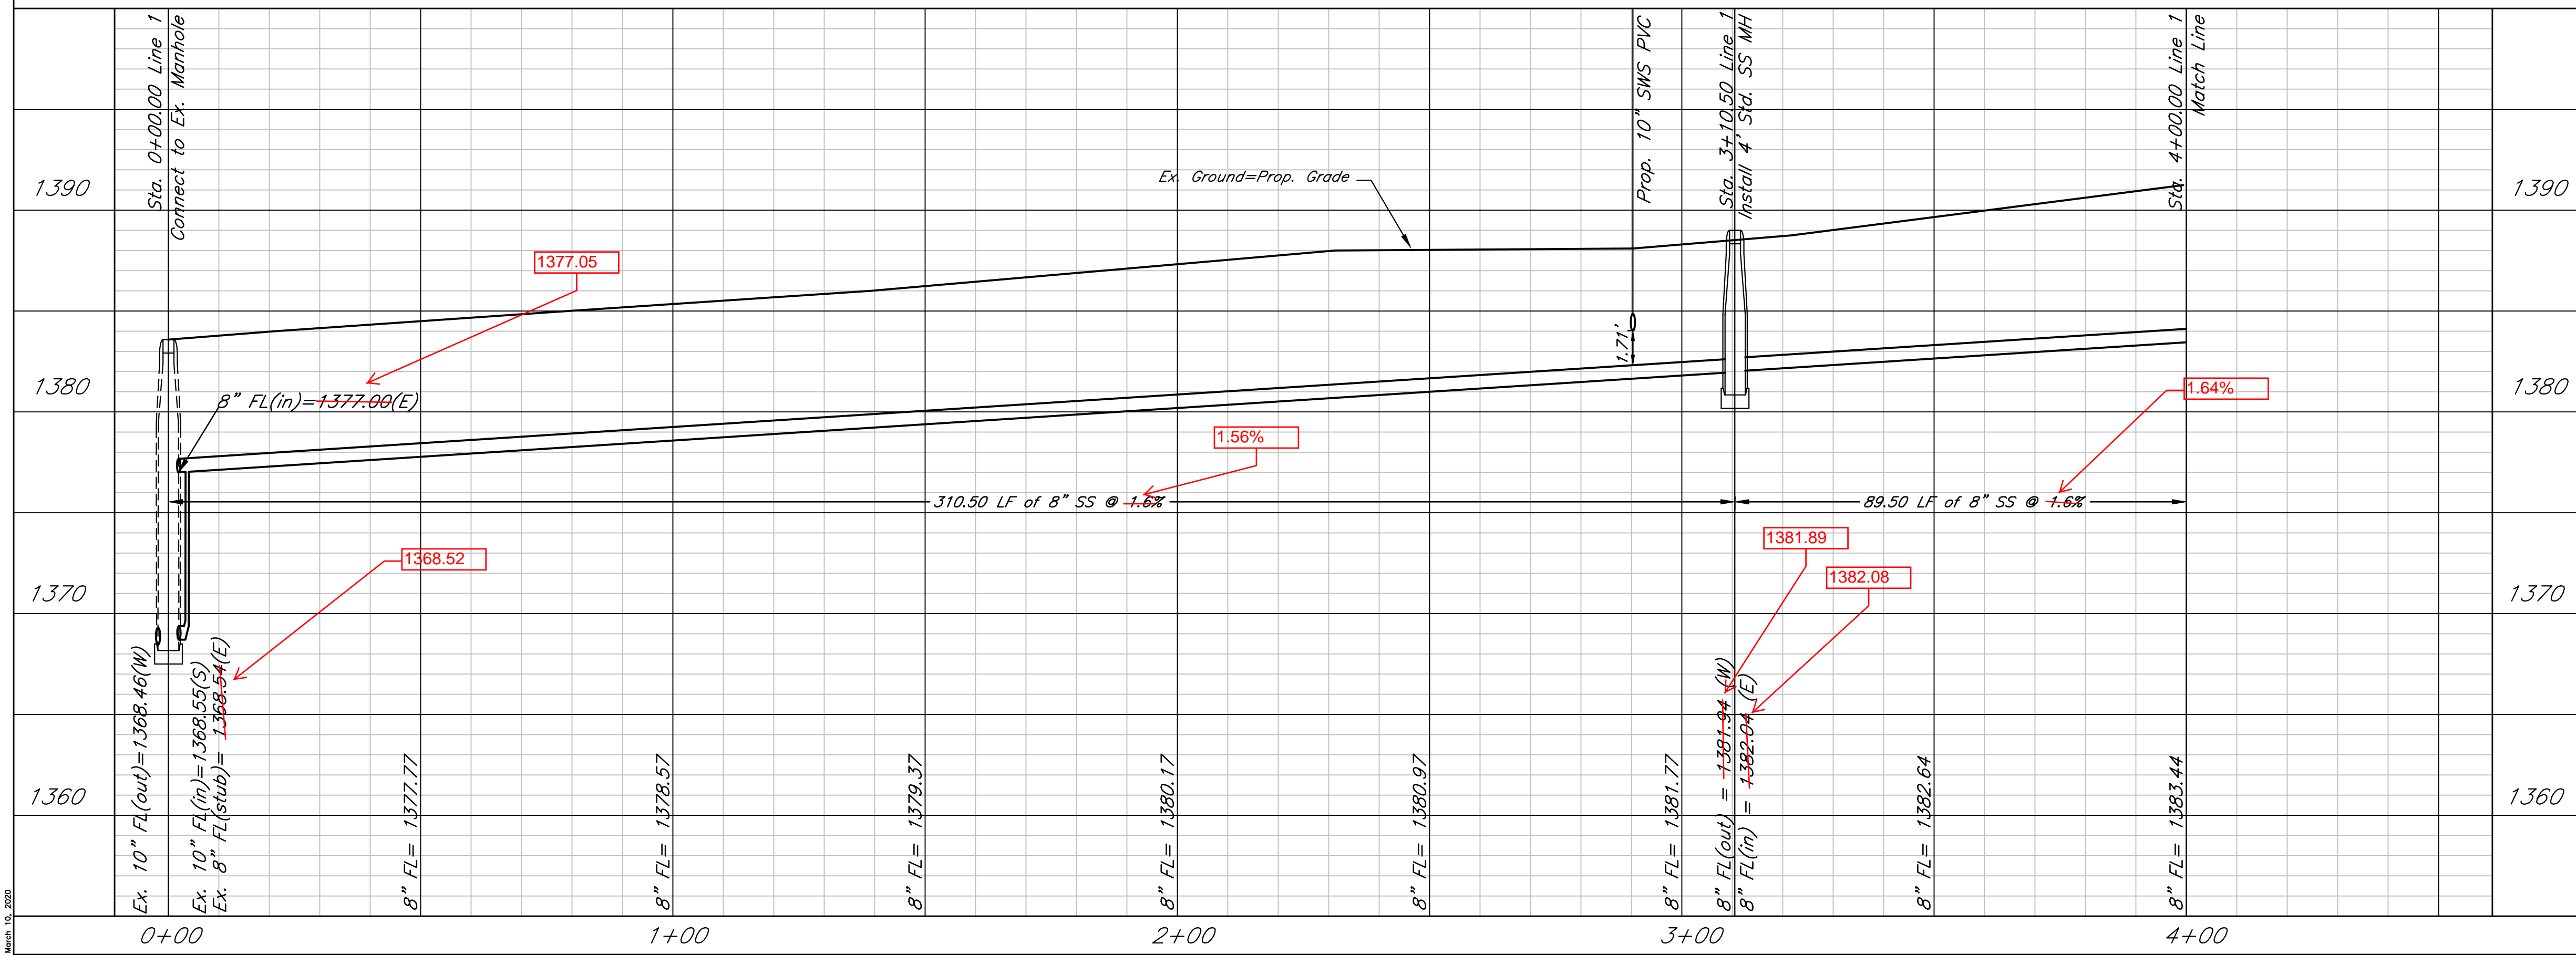 Sta. 0+00.00 Line 1
Connect to Ex. Manhole
Prop. 10" SWS PVC
Sta. 3+10.50 Line 1
Install 4' Std. SS MH
Sta. 4+00.00 Line 1
Match Line
1390
1390
Ex. Ground=Prop. Grade
1377.05
1.71'
1380
1380
8" FL(in)=1377.00(E)
1.64%
1.56%
310.50 LF of 8" SS @ 1.6%
89.50 LF of 8" SS @ 1.6%
1368.52
1381.89
1382.08
1370
1370
Ex. 10" FL(out)=1368.46(W)
Ex. 10" FL(in)=1368.55(S)
Ex. 8" FL(stub)= 1368.54(E)
8" FL= 1377.77
8" FL= 1378.57
8" FL= 1379.37
8" FL= 1380.17
8" FL= 1380.97
8" FL= 1381.77
8" FL(out) = 1381.94 (W)
8" FL(in) = 1382.04 (E)
8" FL= 1382.64
8" FL= 1383.44
1360
1360
0+00
1+00
2+00
3+00
4+00
March 10, 2020